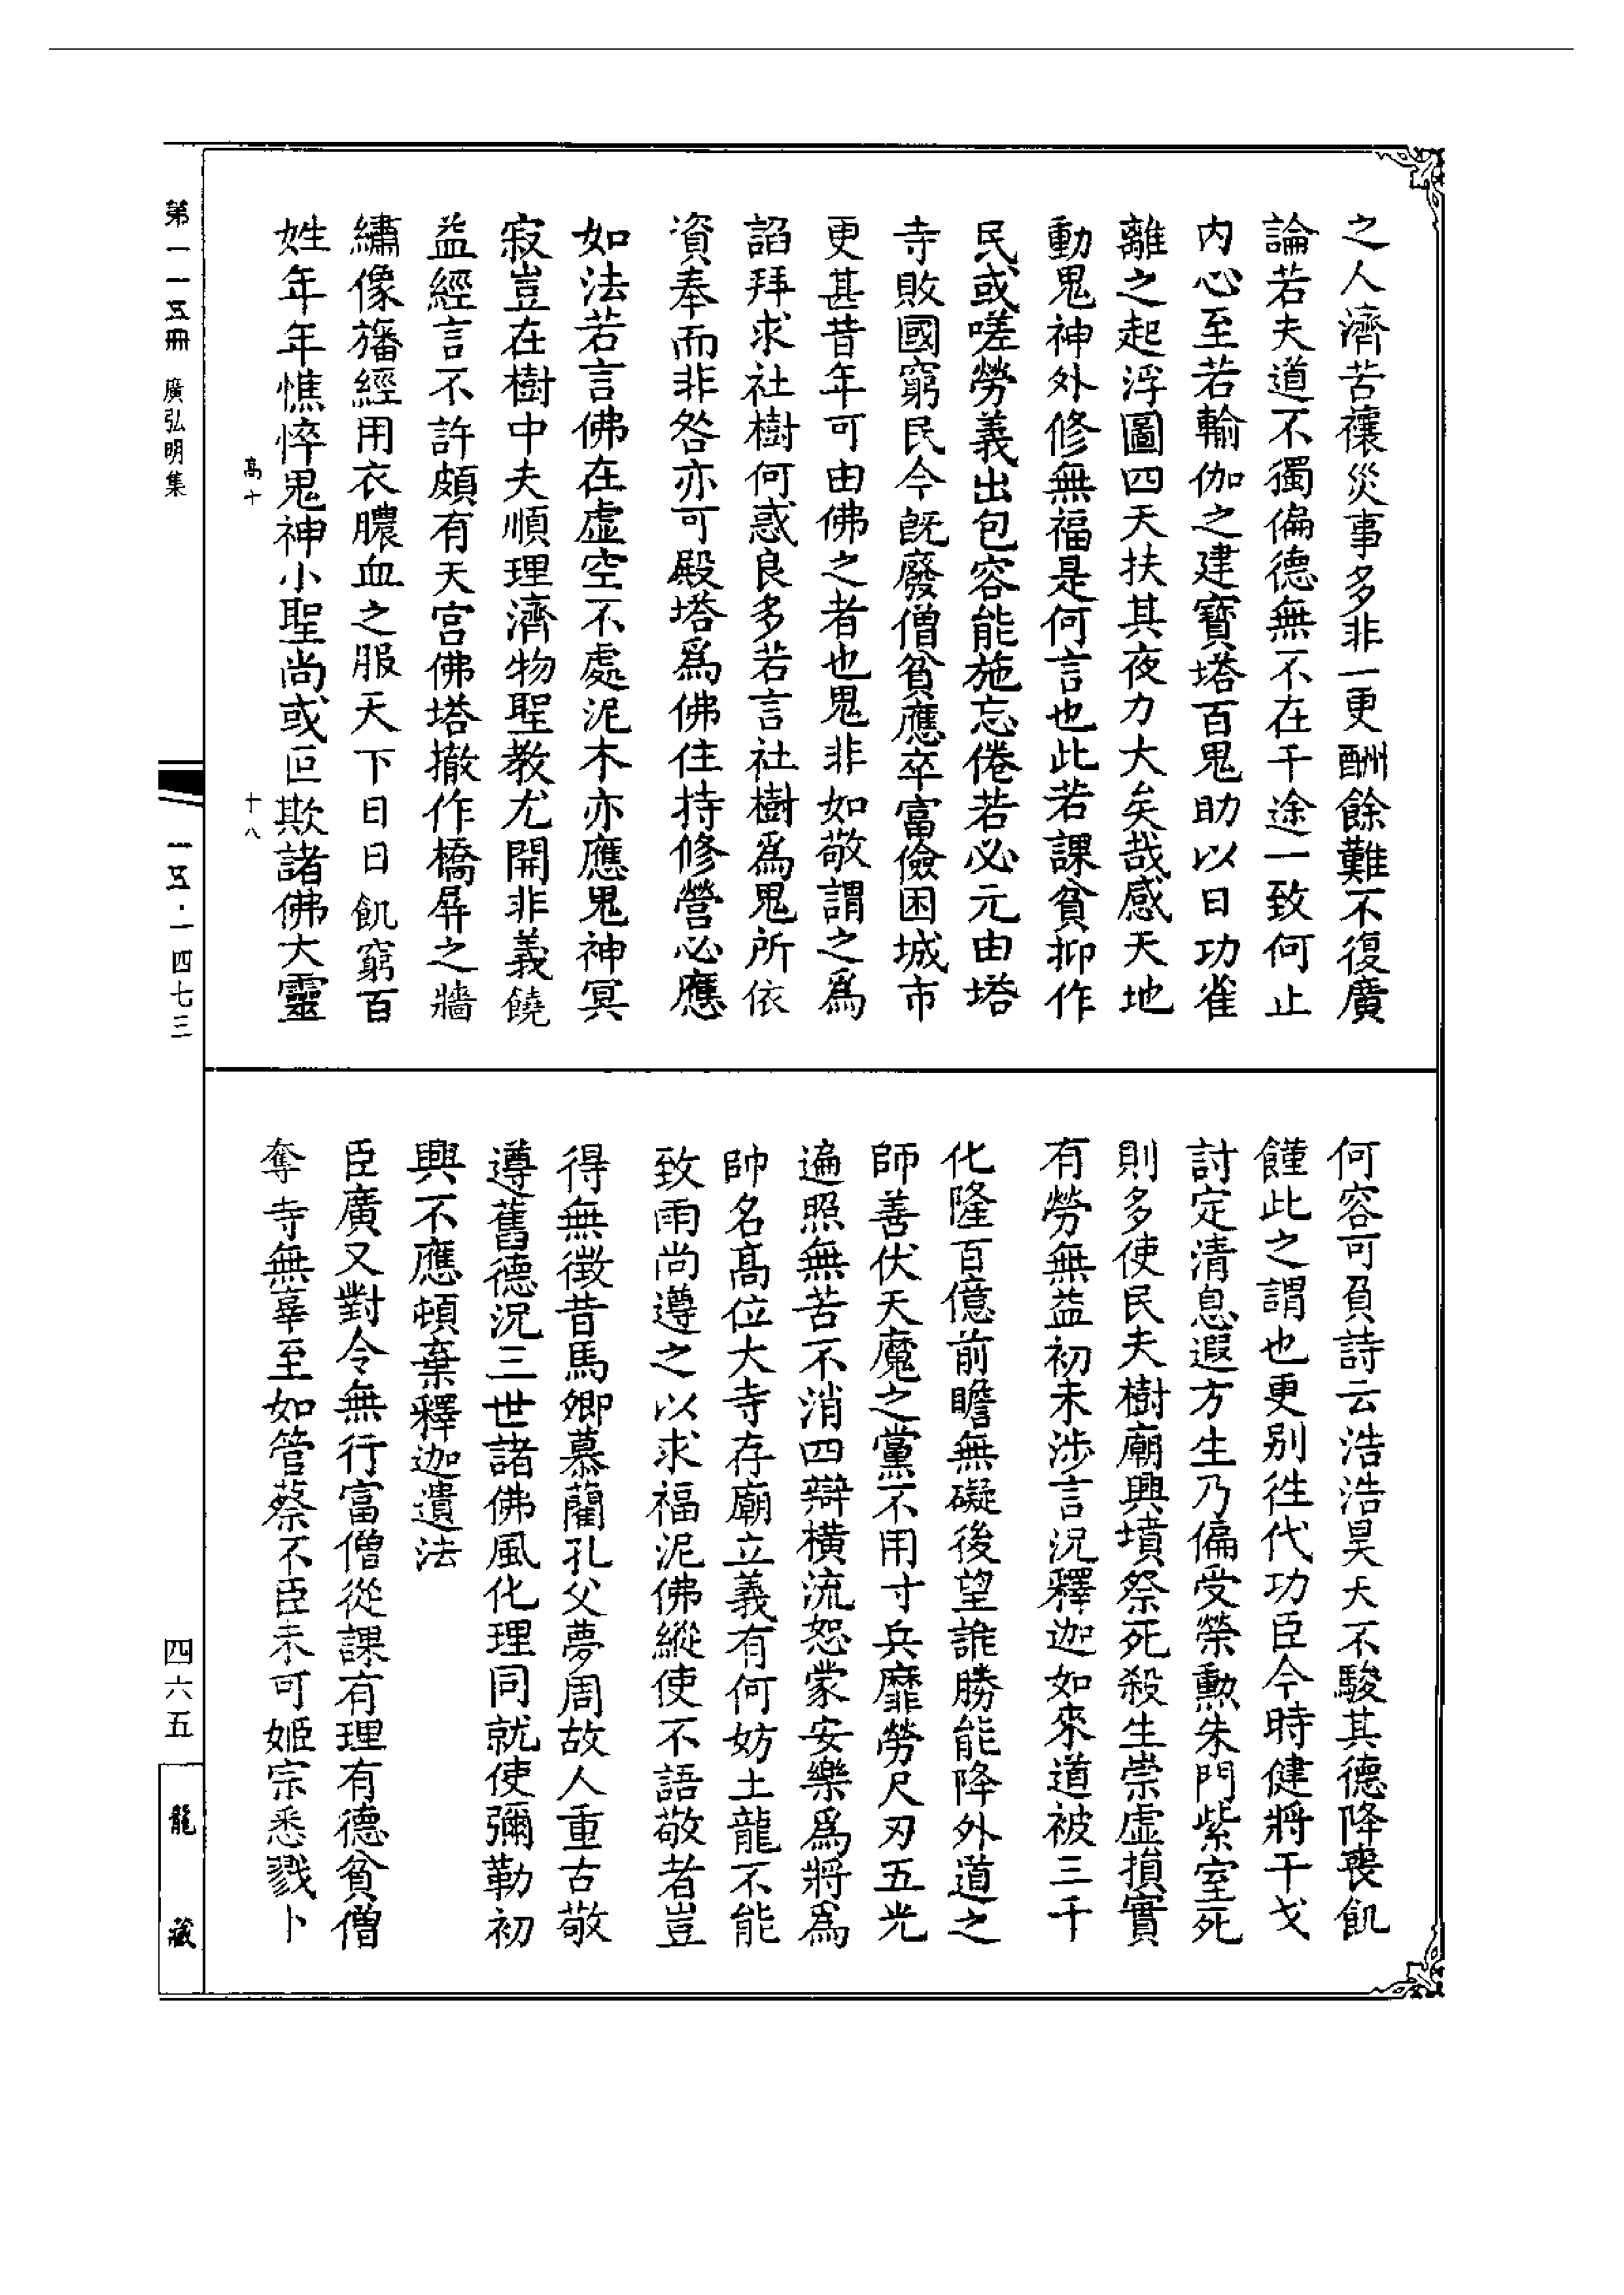 之人濟苦禳災事多非一更酬餘難不復廣
論若夫道不獨偏德無不在千途一致何止
内心至若輸伽之建寶塔百鬼助以日功雀
離之起浮圖四天扶其夜力大矣哉感天地
動鬼神外修無福是何言也此若課貧抑作
民或嗟勞義出包容能施忘倦若必元由塔
寺敗國窮民今旣廢僧貧應卒富儉困城市
更甚昔年可由佛之者也鬼非如敬謂之爲
諂拜求社樹何惑良多若言社樹爲鬼所依
資奉而非咎亦可殿塔爲佛住持修營必應
如法若言佛在虛空不處泥木亦應鬼神冥
寂豈在樹中夫順理濟物聖教尤開非義饒
益經言不許頗有天宫佛塔撤作橋屏之牆
繡像旛經用衣膿血之服天下日日飢窮百
姓年年憔悴鬼神小聖尚或叵欺諸佛大靈
何容可負詩云浩浩昊天不駿其德降喪飢
饉此之謂也更别徃代功臣今時健將干戈
討定清息遐方生乃偏受榮勳朱門紫室死
則多使民夫樹廟興墳祭死殺生崇虛損實
有勞無益初未涉言況釋迦如來道被三千
化隆百億前瞻無礙後望誰勝能降外道之
師善伏天魔之黨不用寸兵靡勞尺刃五光
遍照無苦不消四辯横流恕蒙安樂爲將爲
帥名髙位大寺存廟立義有何妨土龍不能
致雨尚遵之以求福泥佛縱使不語敬者豈
得無徵昔馬卿慕藺孔父夢周故人重古敬
遵舊德況三世諸佛風化理同就使彌勒初
興不應頓棄釋迦遺法
臣廣又對令無行富僧從課有理有德貧僧
奪寺無辜至如管蔡不臣未可姬宗悉戮卜
第一一五冊 廣弘明集
髙十
十八
一五·一四七三
四六五
龍藏